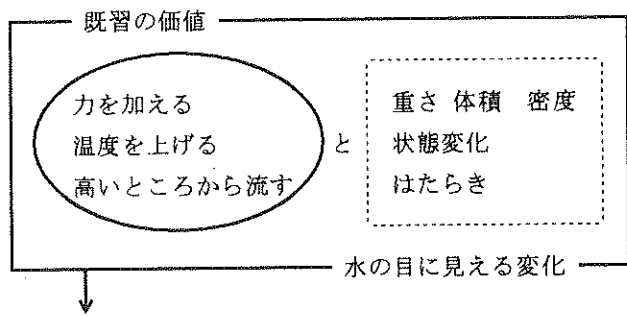 既習の価値
力を加える
温度を上げる
高いところから流す
と
重さ 体積 密度
状態変化
はたらき
水の目に見える変化